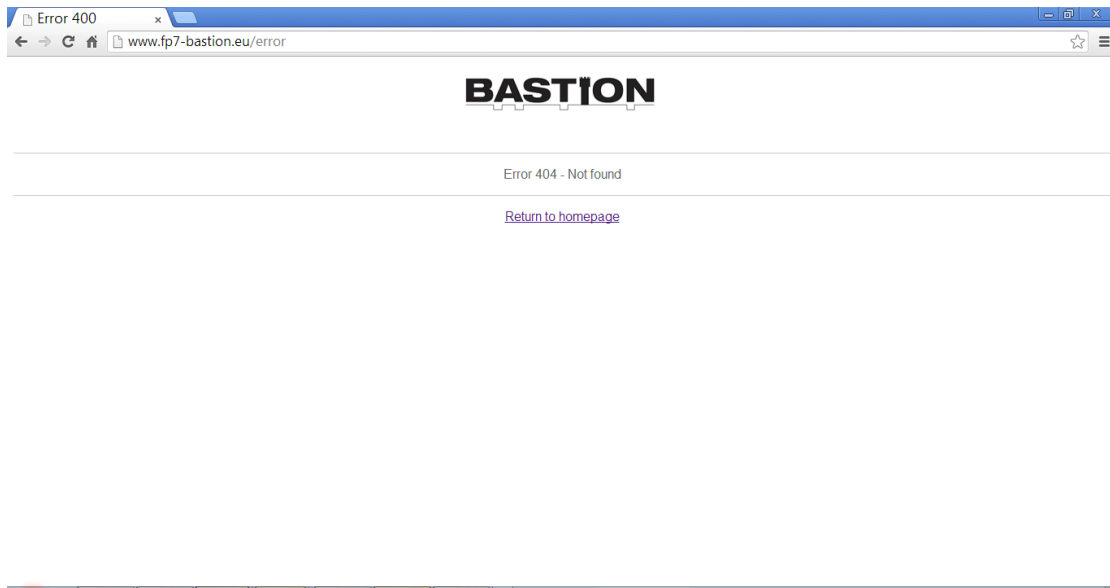 Error 400
www.fp7-bastion.eu/error
BASTION
Error 404 - Not found
Return to homepage